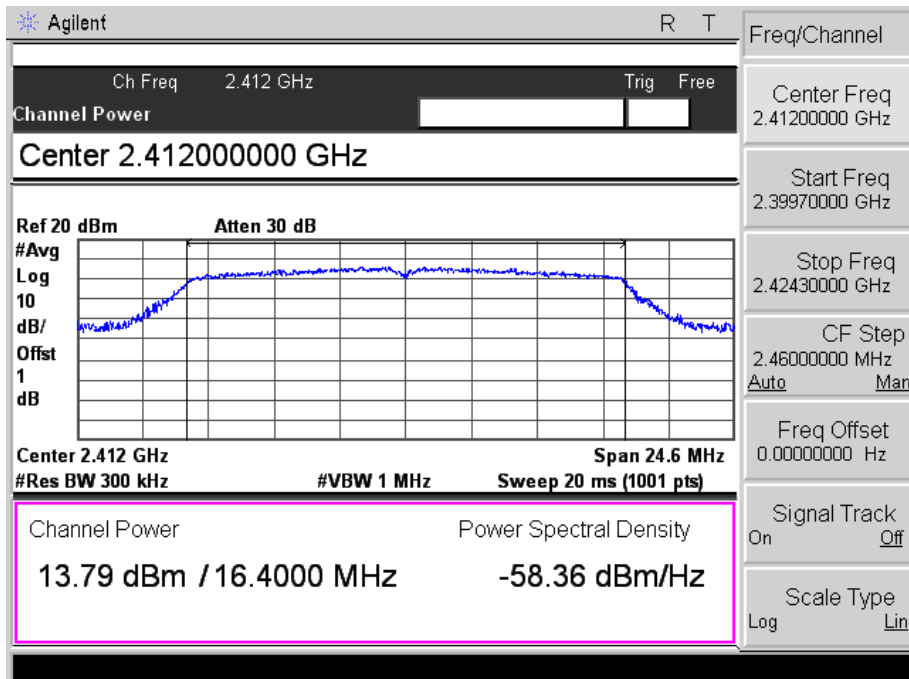 Agilent R T
Ch Freq 2.412 GHz Trig Free
Channel Power
Center 2.412000000 GHz
Ref 20 dBm Atten 30 dB
#Avg
Log
10
dB/
Offst
1
dB
Center 2.412 GHz Span 24.6 MHz
#Res BW 300 kHz #VBW 1 MHz Sweep 20 ms (1001 pts)
Channel Power Power Spectral Density
13.79 dBm / 16.4000 MHz -58.36 dBm/Hz
Freq/Channel
Center Freq
2.41200000 GHz
Start Freq
2.39970000 GHz
Stop Freq
2.42430000 GHz
CF Step
2.46000000 MHz
Auto Man
Freq Offset
0.00000000 Hz
Signal Track
On Off
Scale Type
Log Lin